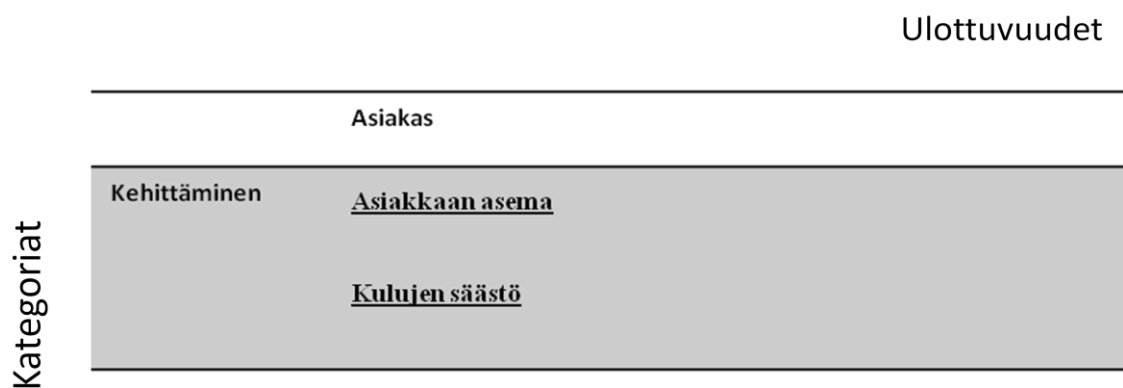 Ulottuvuudet
Asiakas
Kehittäminen
Asiakkaan asema
Kulujen säästö
Kategoriat